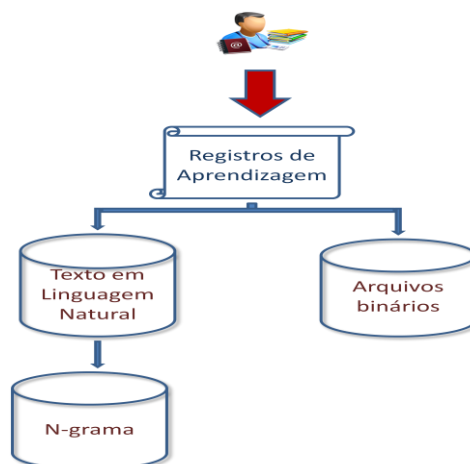 Registros de
Aprendizagem
Texto em
Linguagem
Natural
Arquivos
binários
N-grama